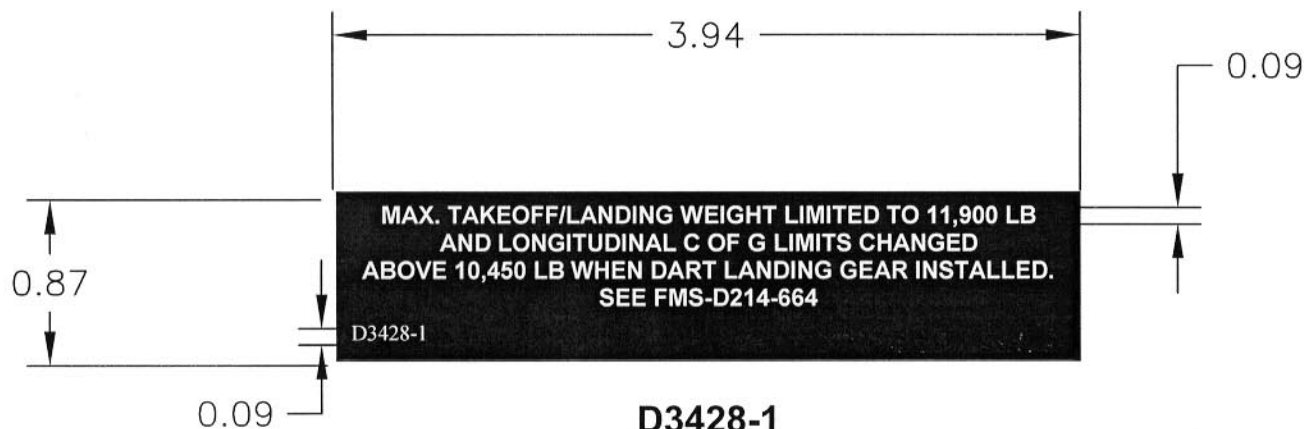 3.94
0.09
MAX. TAKEOFF/LANDING WEIGHT LIMITED TO 11,900 LB
AND LONGITUDINAL C OF G LIMITS CHANGED
ABOVE 10,450 LB WHEN DART LANDING GEAR INSTALLED.
SEE FMS-D214-664
0.87
D3428-1
0.09
D3428-1